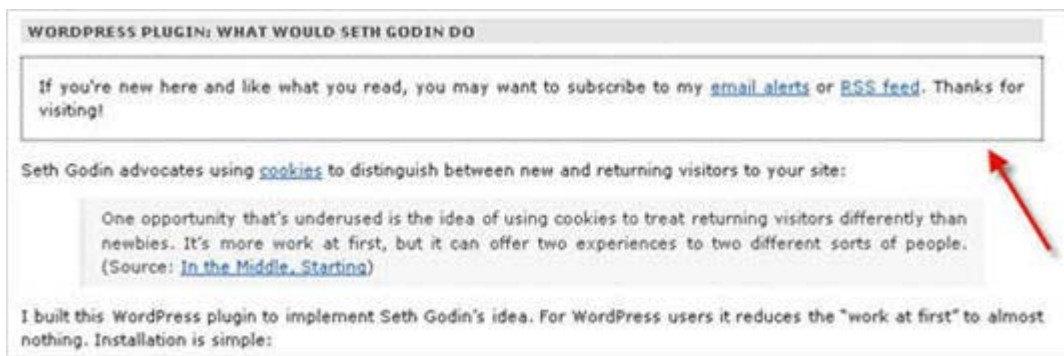 WORDPRESS PLUGIN: WHAT WOULD SETH GODIN DO
If you're new here and like what you read, you may want to subscribe to my email alerts or RSS feed. Thanks for
visiting!
Seth Godin advocates using cookies to distinguish between new and returning visitors to your site:
One opportunity that's underused is the idea of using cookies to treat returning visitors differently than
newbies. It's more work at first, but it can offer two experiences to two different sorts of people.
(Source: In the Middle, Starting)
I built this WordPress plugin to implement Seth Godin's idea. For WordPress users it reduces the "work at first" to almost
nothing. Installation is simple: